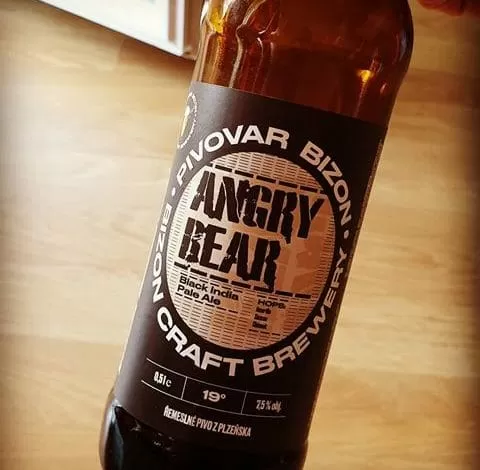 PIVOVAR BIZON
BIZON CRAFT BREWERY
ANGRY
BEAR
Black India
Pale Ale
HOPS:
0,5l
19°
7,5% obj.
ŘEMESLNÉ PIVO Z PLZEŇSKA